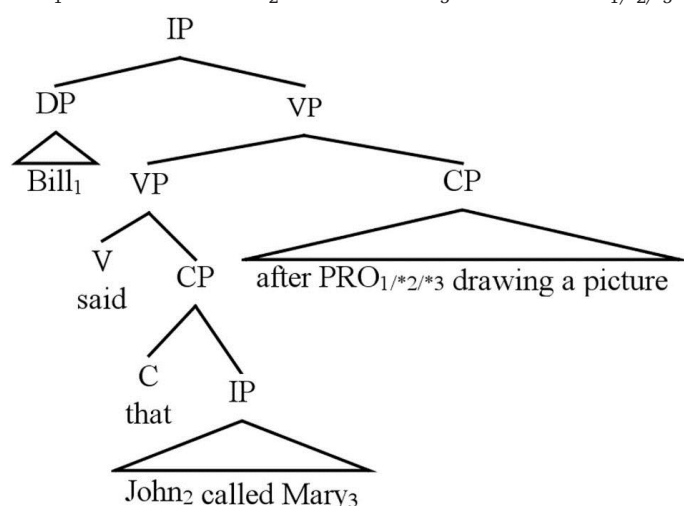 IP
DP VP
Bill₁ VP CP
V CP after PRO₁/*₂/*₃ drawing a picture
said
C IP
that
John₂ called Mary₃